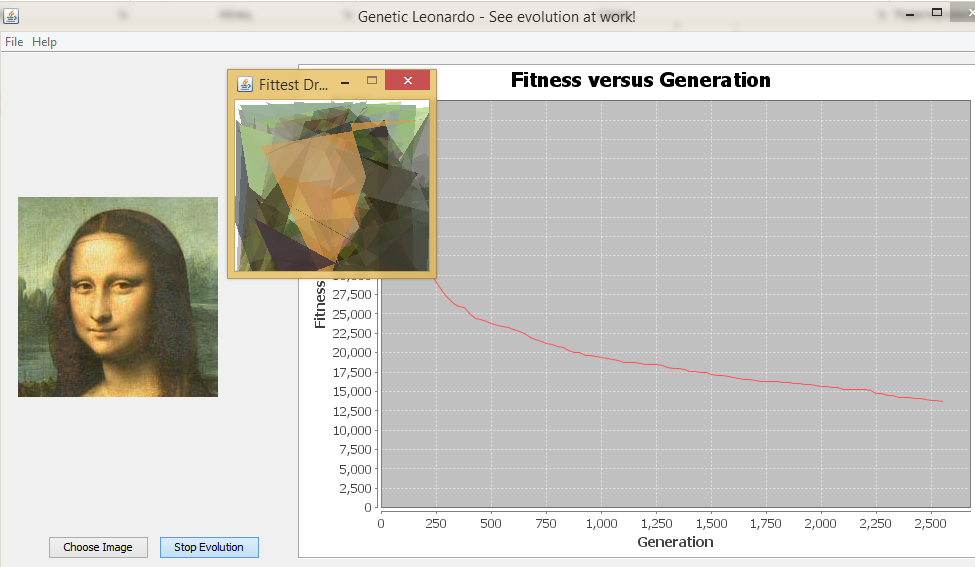 Genetic Leonardo - See evolution at work!
File Help
Fittest Dr...
Fitness versus Generation
Fitness
27,500
25,000
22,500
20,000
17,500
15,000
12,500
10,000
7,500
5,000
2,500
0
0 250 500 750 1,000 1,250 1,500 1,750 2,000 2,250 2,500
Generation
Choose Image
Stop Evolution